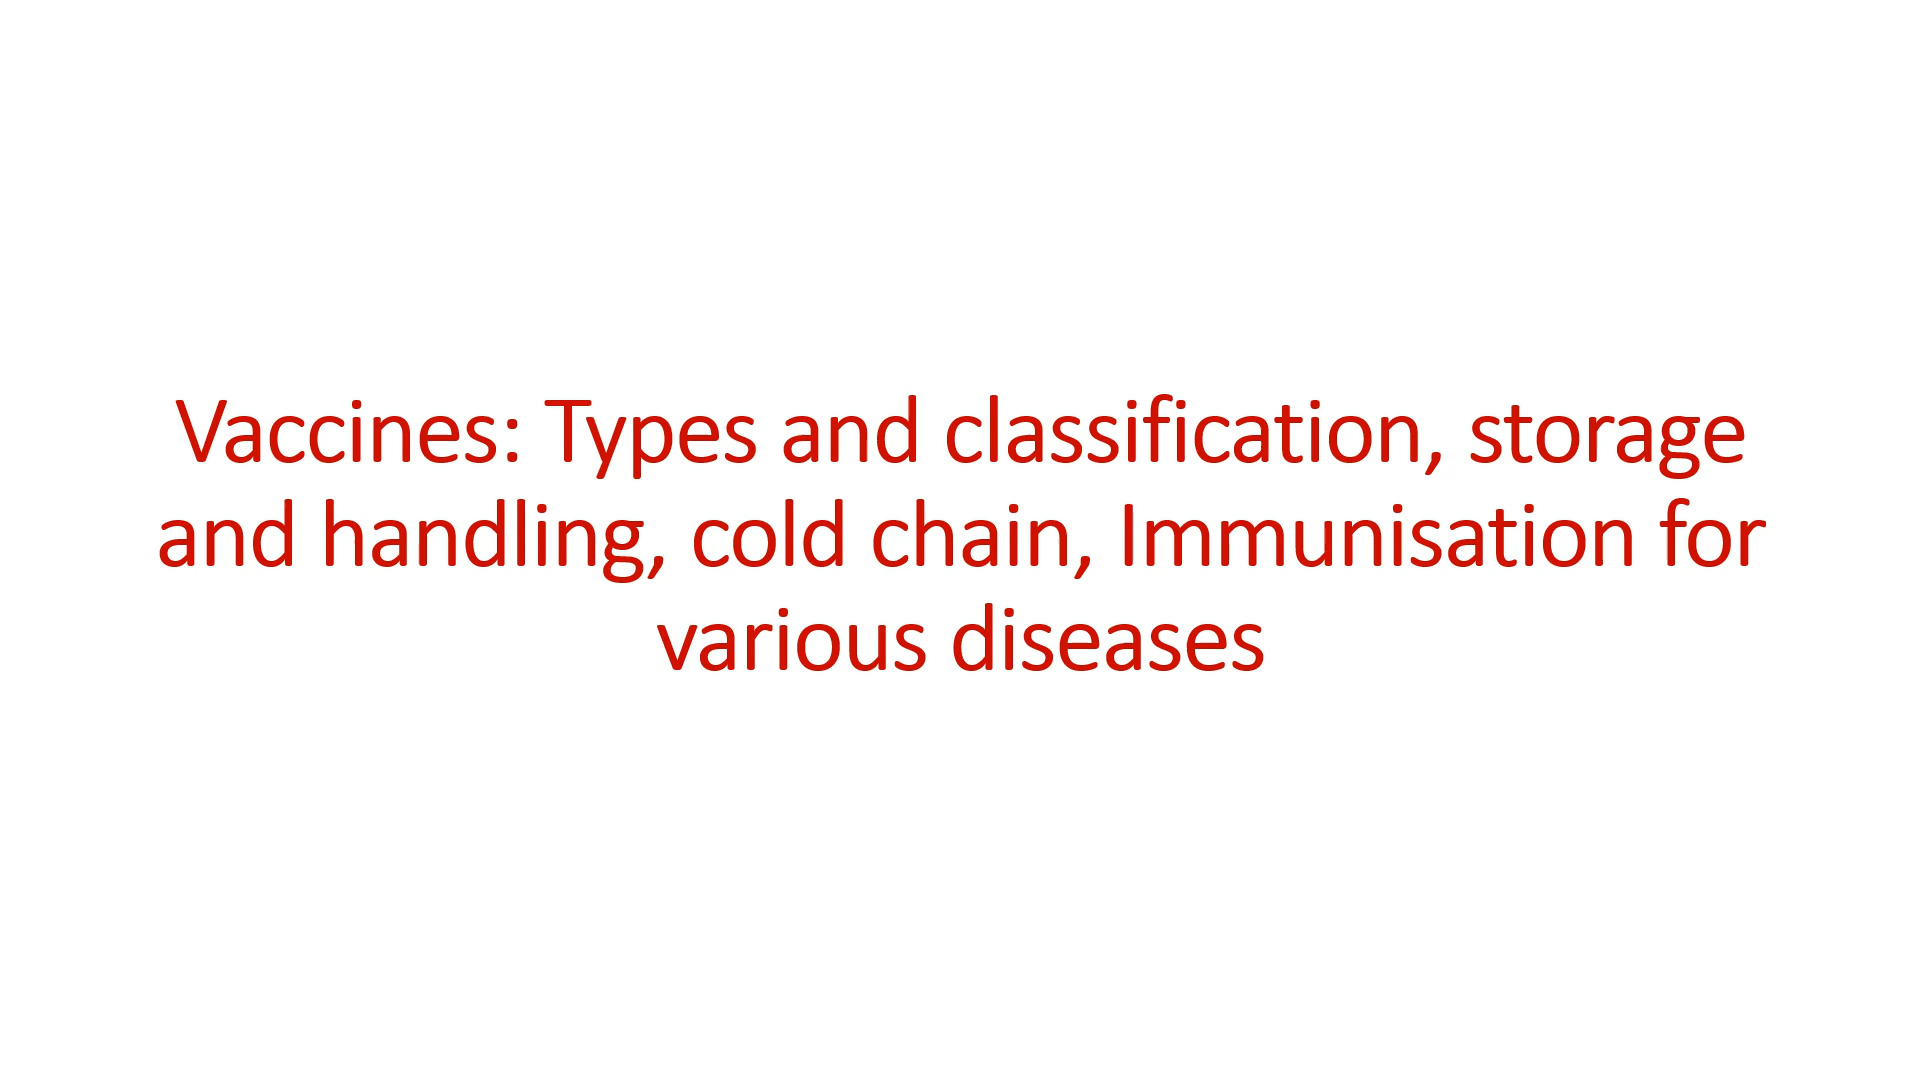 Vaccines: Types and classification, storage
and handling, cold chain, Immunisation for
various diseases